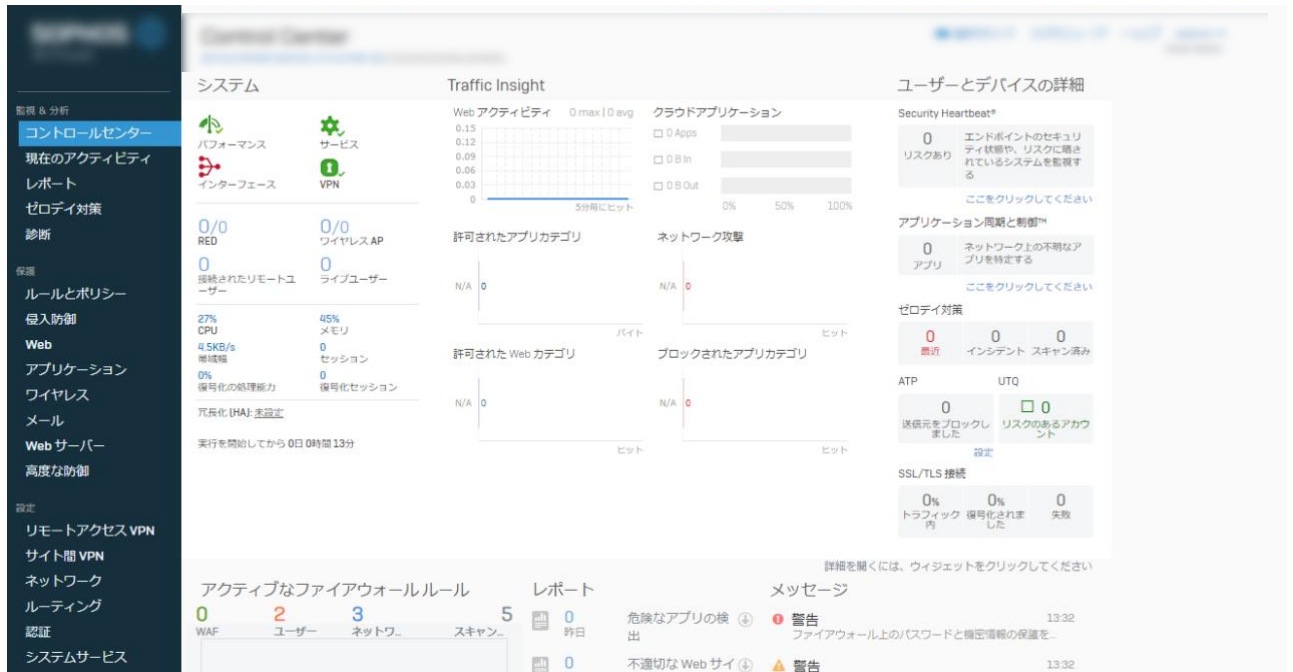 SOPHOS
Control Center
監視 & 分析
コントロールセンター
現在のアクティビティ
レポート
ゼロデイ対策
診断
保護
ルールとポリシー
侵入防御
Web
アプリケーション
ワイヤレス
メール
Web サーバー
高度な防御
設定
リモートアクセス VPN
サイト間 VPN
ネットワーク
ルーティング
認証
システムサービス
システム
パフォーマンス
サービス
インターフェース
VPN
0/0
RED
0/0
ワイヤレス AP
0
接続されたリモートユ
ーザー
0
ライブユーザー
27%
CPU
45%
メモリ
4.5KB/s
帯域幅
0
セッション
0%
復号化の処理能力
0
復号化セッション
冗長化 (HA): 未設定
実行を開始してから 0日 0時間 13分
Traffic Insight
Web アクティビティ 0 max | 0 avg
0.15
0.12
0.09
0.06
0.03
0
5分毎にヒット
クラウドアプリケーション
0 Apps
0 B In
0 B Out
0% 50% 100%
許可されたアプリカテゴリ
N/A 0
バイト
ネットワーク攻撃
N/A 0
ヒット
許可された Web カテゴリ
N/A 0
ヒット
ブロックされたアプリカテゴリ
N/A 0
ヒット
ユーザーとデバイスの詳細
Security Heartbeat®
0
リスクあり
エンドポイントのセキュリ
ティ状態や、リスクに晒さ
れているシステムを監視す
る
ここをクリックしてください
アプリケーション同期と制御™
0
アプリ
ネットワーク上の不明なア
プリを特定する
ここをクリックしてください
ゼロデイ対策
0
最近
0
インシデント
0
スキャン済み
ATP
0
送信元をブロックし
ました
UTQ
0
リスクのあるアカウ
ント
設定
SSL/TLS 接続
0%
トラフィック
内
0%
復号化されま
した
0
失敗
詳細を開くには、ウィジェットをクリックしてください
アクティブなファイアウォールルール
0
WAF
2
ユーザー
3
ネットワ...
5
スキャン...
レポート
0
昨日
危険なアプリの検
出
0
不適切な Web サイ
メッセージ
警告 13:32
ファイアウォール上のパスワードと機密情報の保護を...
警告 13:32